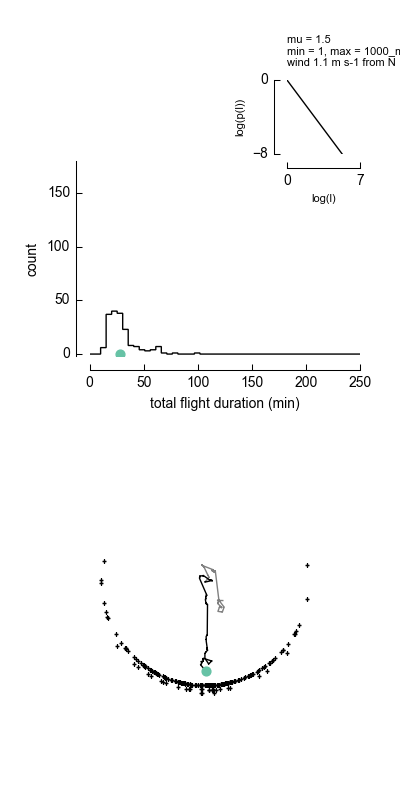 mu = 1.5
min = 1, max = 1000_m
wind 1.1 m s-1 from N
0
log(p(l))
−8
0
7
log(l)
150
100
count
50
0
0
50
100
150
200
250
total flight duration (min)